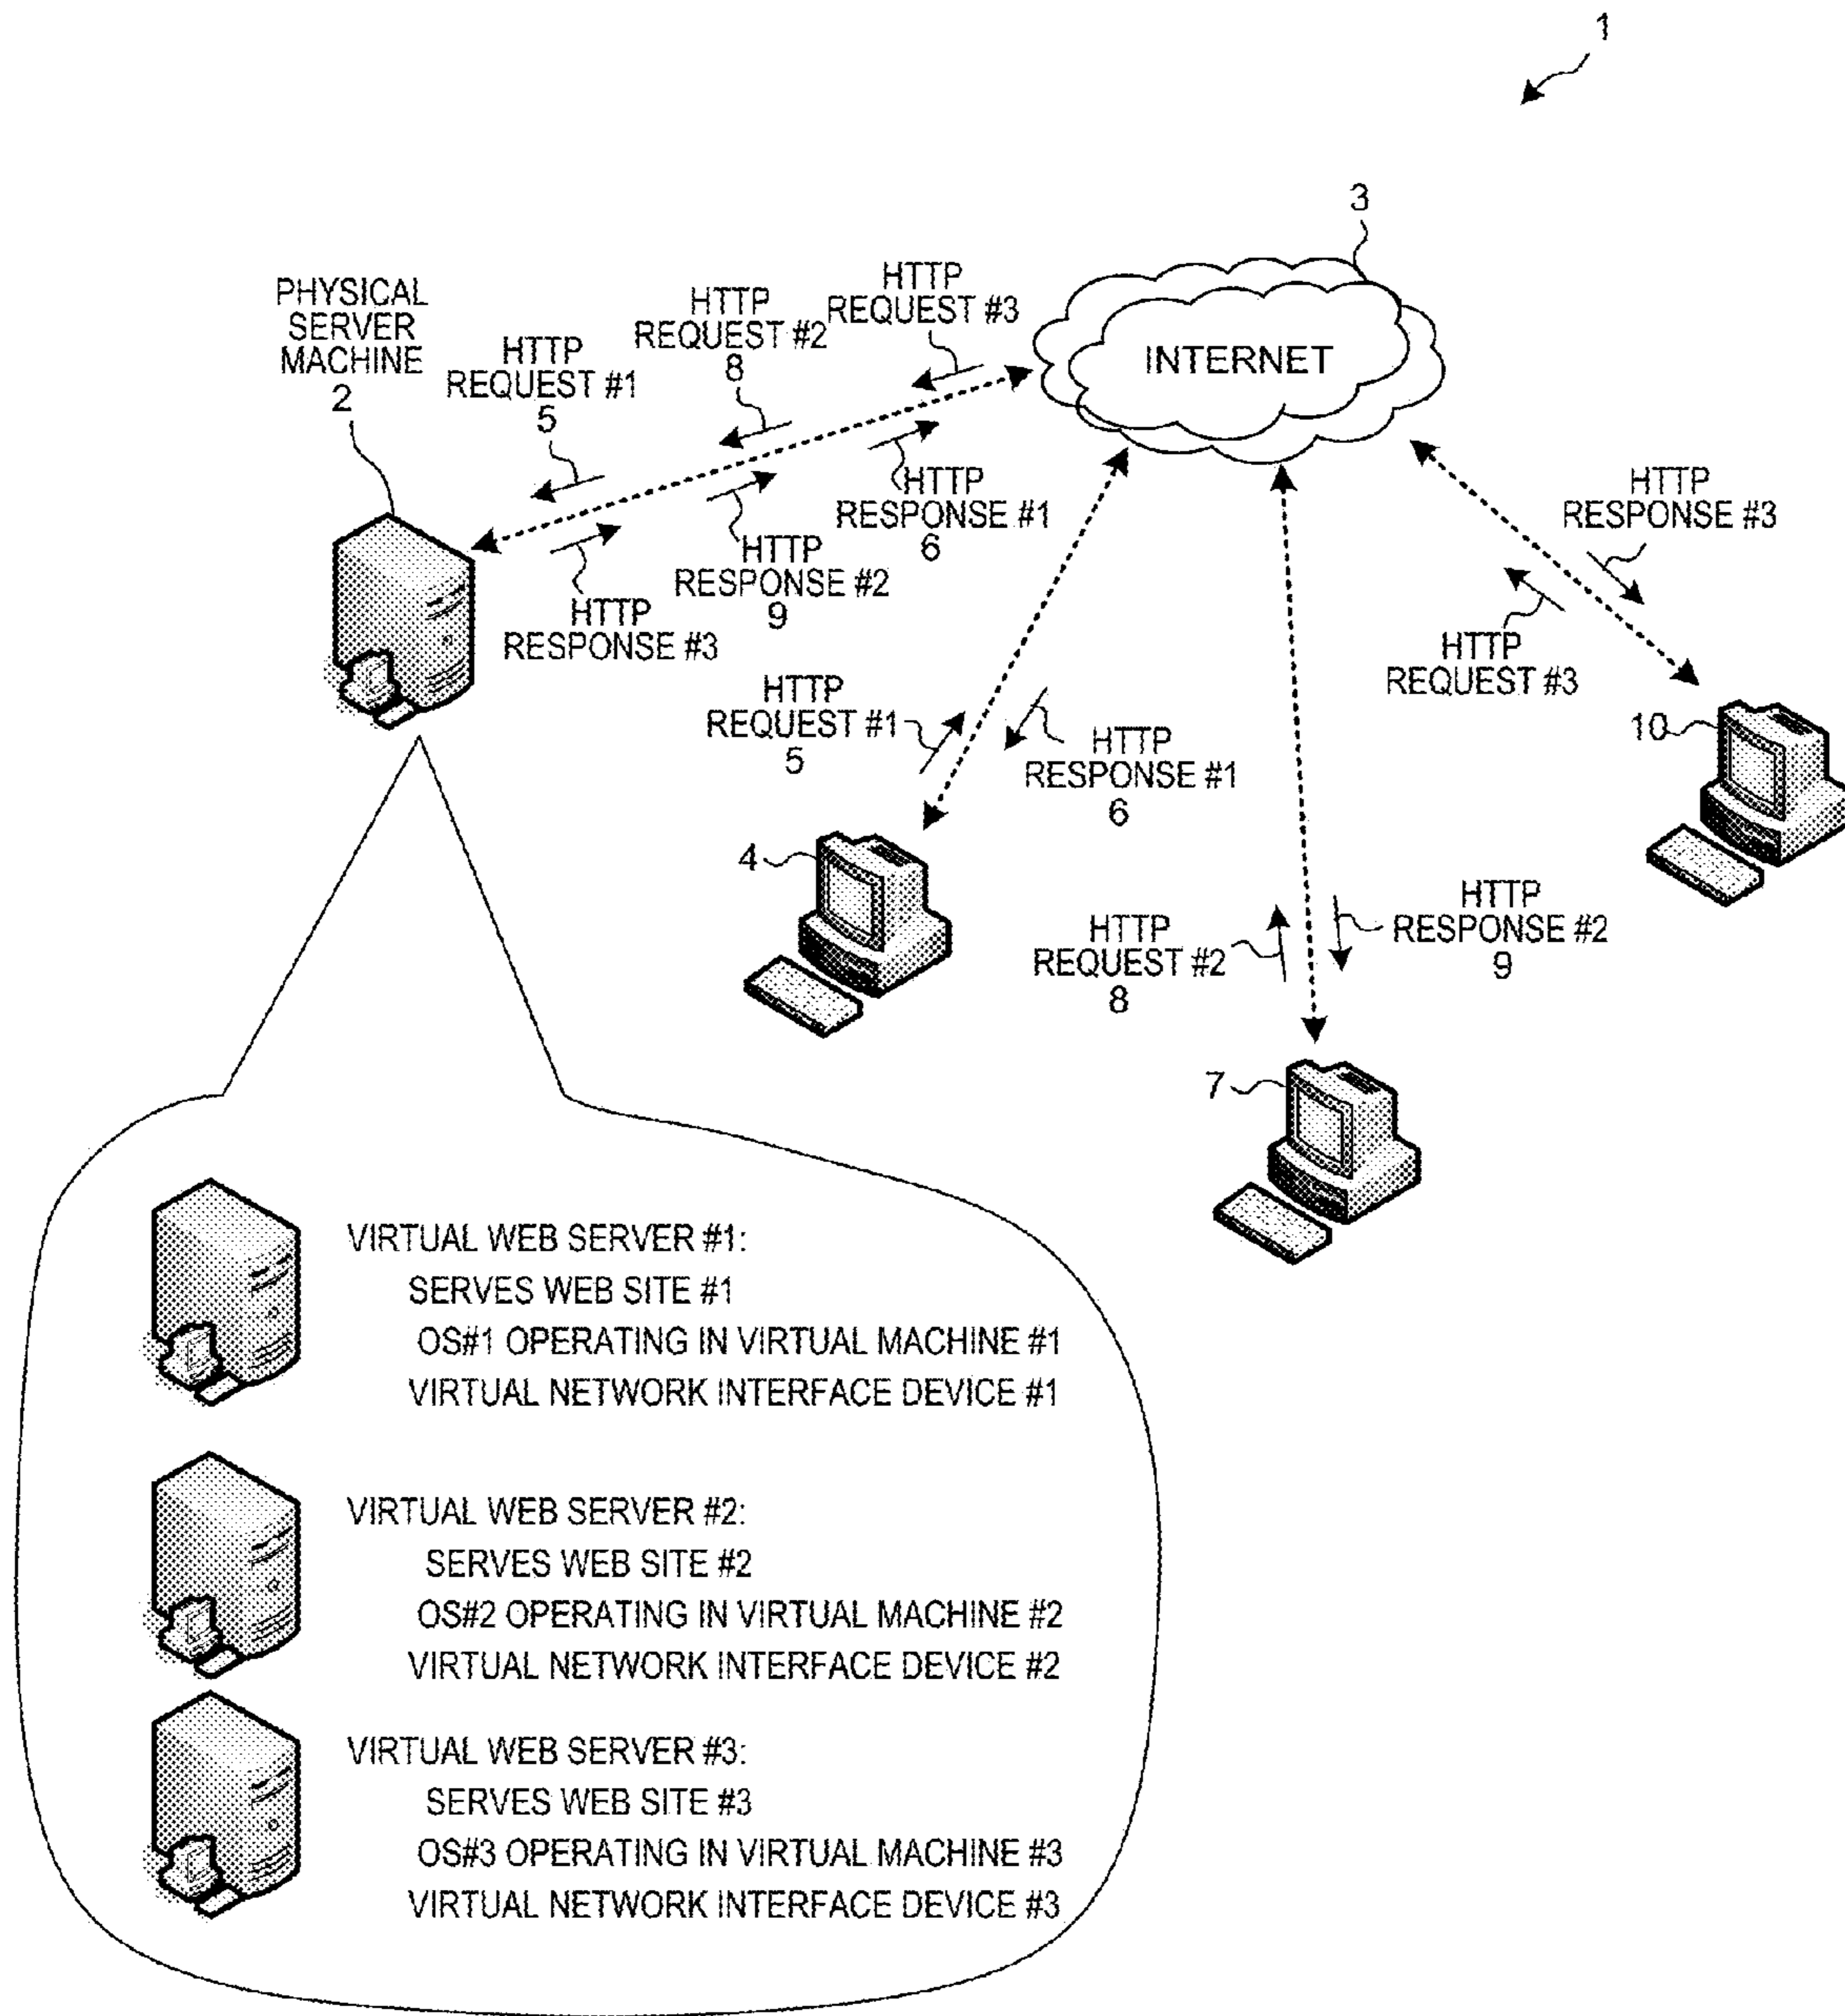 1
3
PHYSICAL
SERVER
MACHINE
2
HTTP
REQUEST #1
5
HTTP
REQUEST #2
8
HTTP
REQUEST #3
INTERNET
HTTP
RESPONSE #1
6
HTTP
RESPONSE #2
9
HTTP
RESPONSE #3
HTTP
RESPONSE #3
HTTP
REQUEST #3
10
HTTP
REQUEST #1
5
HTTP
RESPONSE #1
6
4
HTTP
REQUEST #2
8
HTTP
RESPONSE #2
9
7
VIRTUAL WEB SERVER #1:
SERVES WEB SITE #1
OS#1 OPERATING IN VIRTUAL MACHINE #1
VIRTUAL NETWORK INTERFACE DEVICE #1
VIRTUAL WEB SERVER #2:
SERVES WEB SITE #2
OS#2 OPERATING IN VIRTUAL MACHINE #2
VIRTUAL NETWORK INTERFACE DEVICE #2
VIRTUAL WEB SERVER #3:
SERVES WEB SITE #3
OS#3 OPERATING IN VIRTUAL MACHINE #3
VIRTUAL NETWORK INTERFACE DEVICE #3